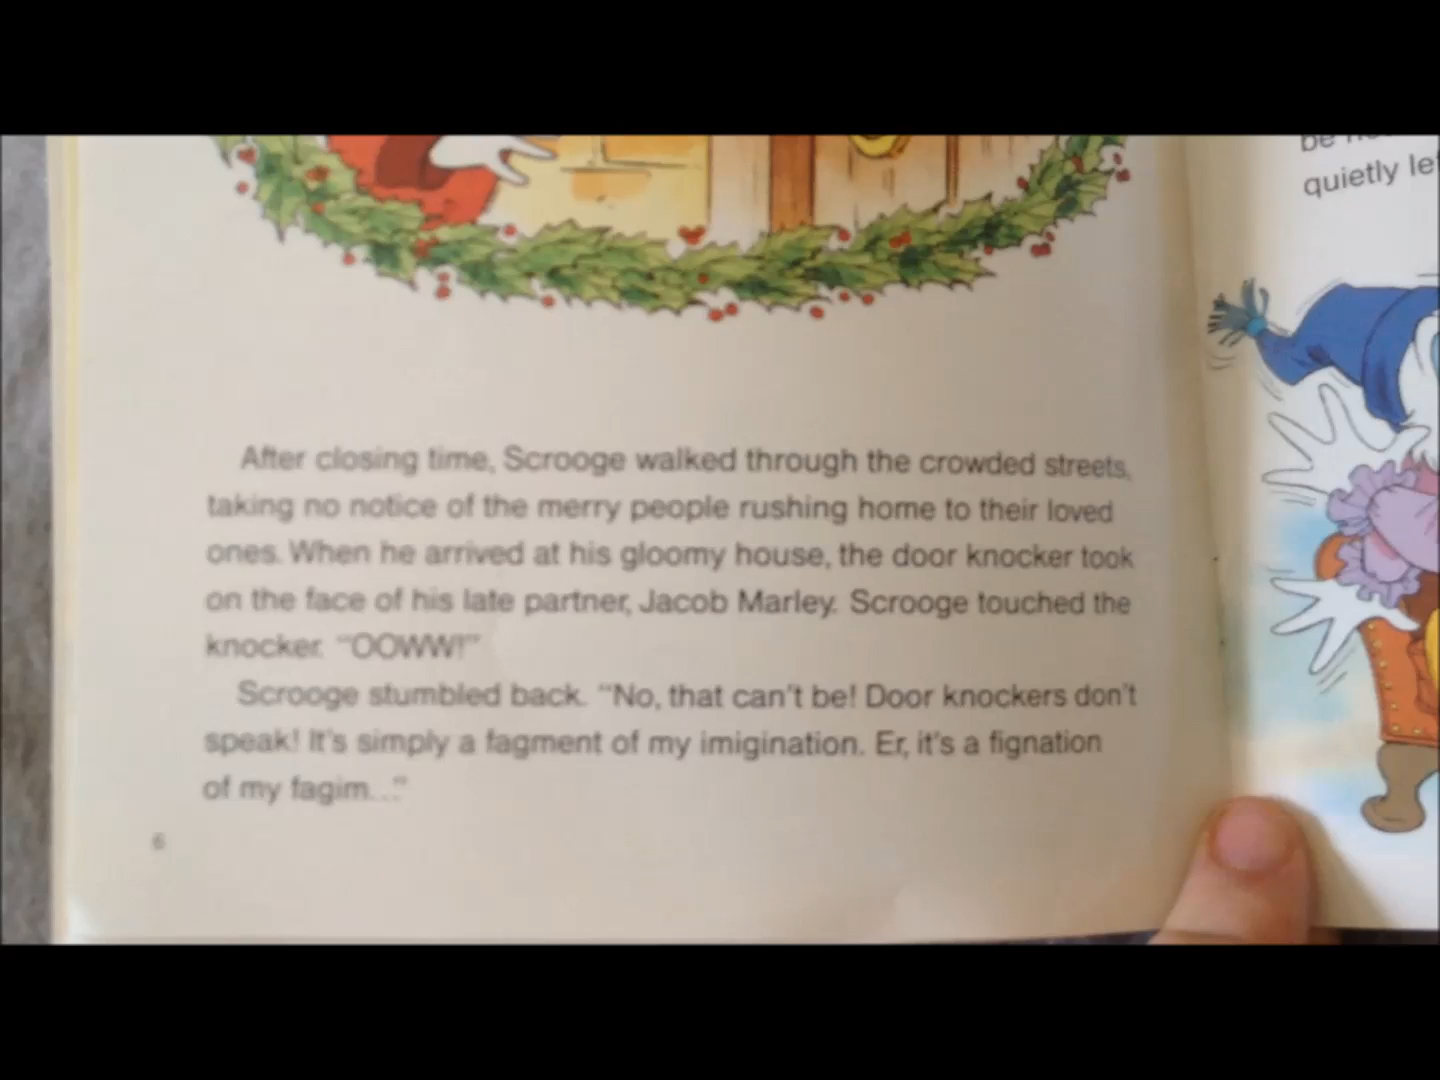 After closing time, Scrooge walked through the crowded streets,
taking no notice of the merry people rushing home to their loved
ones. When he arrived at his gloomy house, the door knocker took
on the face of his late partner, Jacob Marley. Scrooge touched the
knocker. "OOWW!"
Scrooge stumbled back. "No, that can't be! Door knockers don't
speak! It's simply a fagment of my imigination. Er, it's a fignation
of my fagim..."
6
be
quietly